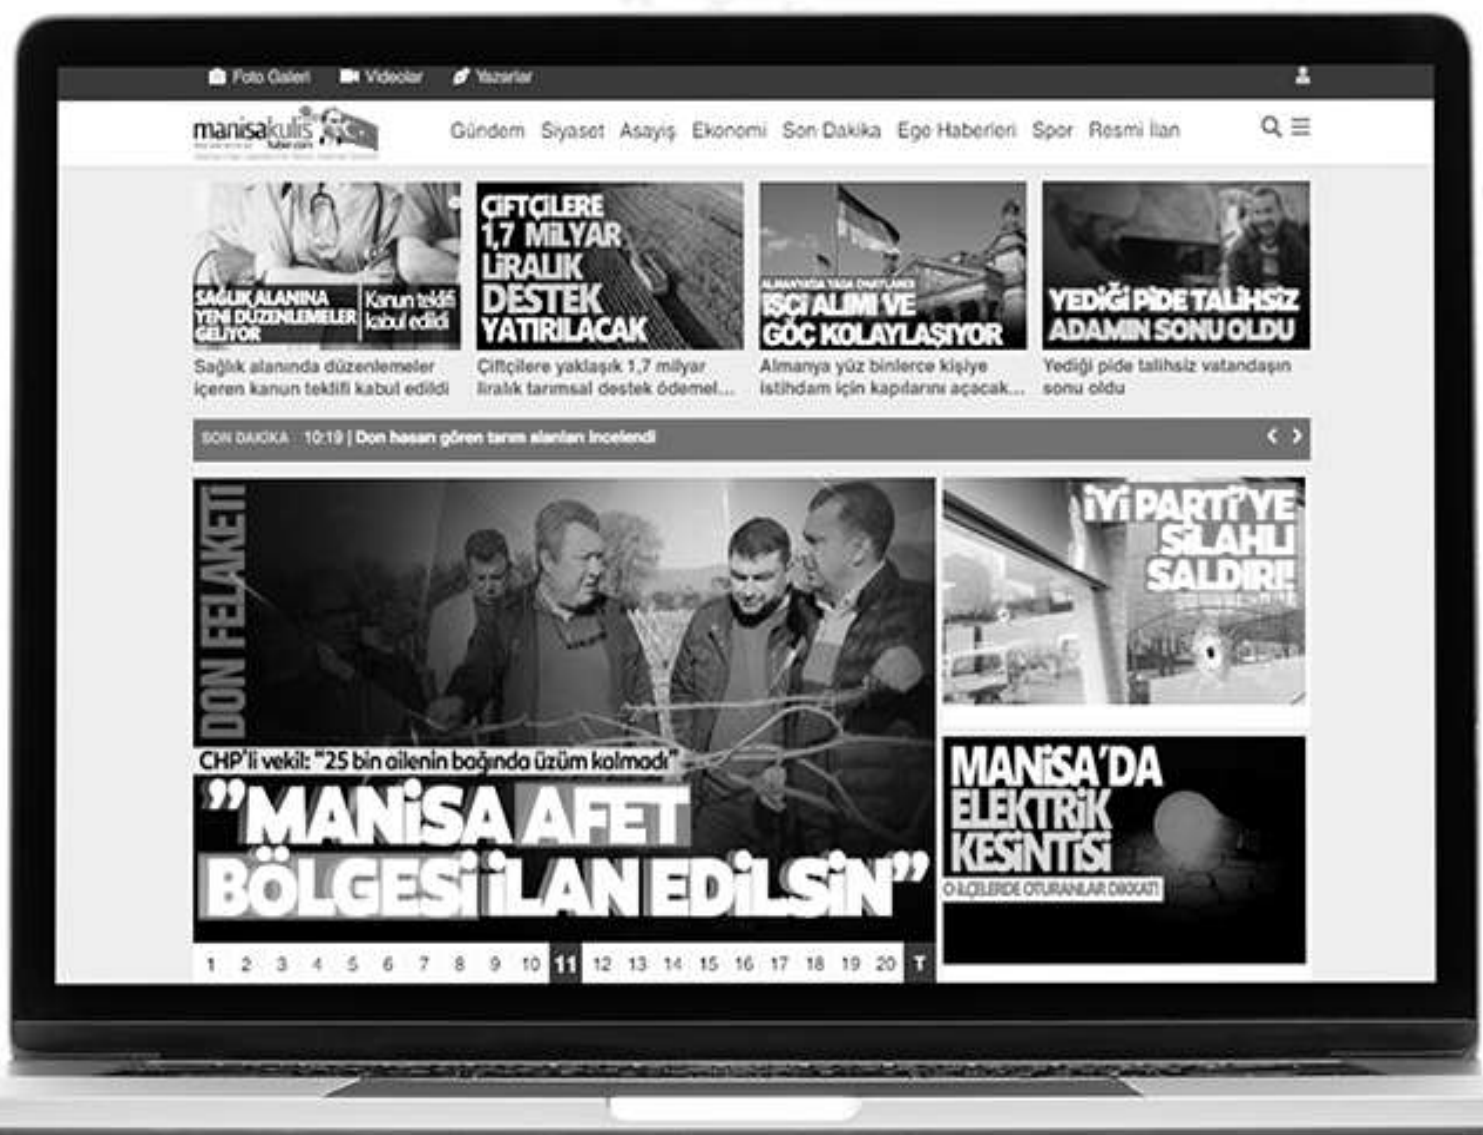 Foto Galeri Videolar Yazarlar
manisakulis
haber.com
Gündem Siyaset Asayiş Ekonomi Son Dakika Ege Haberleri Spor Resmi İlan
SAĞLIK ALANINA
YENİ DÜZENLEMELER
GELİYOR
Kanun teklifi
kabul edildi
Sağlık alanında düzenlemeler
içeren kanun teklifi kabul edildi
ÇİFTÇİLERE
1,7 MİLYAR
LİRALIK
DESTEK
YATIRILACAK
Çiftçilere yaklaşık 1,7 milyar
liralık tarımsal destek ödemel...
ALMANYA'DA YASA ONAYLANDI
İŞÇİ ALIMI VE
GÖÇ KOLAYLAŞIYOR
Almanya yüz binlerce kişiye
istihdam için kapılarını açacak...
YEDİĞİ PİDE TALİHSİZ
ADAMIN SONU OLDU
Yediği pide talihsiz vatandaşın
sonu oldu
SON DAKİKA 10:19 | Don hasarı gören tarım alanları incelendi
DON FELAKETİ
CHP'li vekil: "25 bin ailenin bağında üzüm kalmadı"
"MANİSA AFET
BÖLGESİ İLAN EDİLSİN"
1 2 3 4 5 6 7 8 9 10 11 12 13 14 15 16 17 18 19 20 T
İYİ PARTİ'YE
SİLAHLI
SALDIRI!
MANİSA'DA
ELEKTRİK
KESİNTİSİ
O İLÇELERDE OTURANLAR DİKKAT!